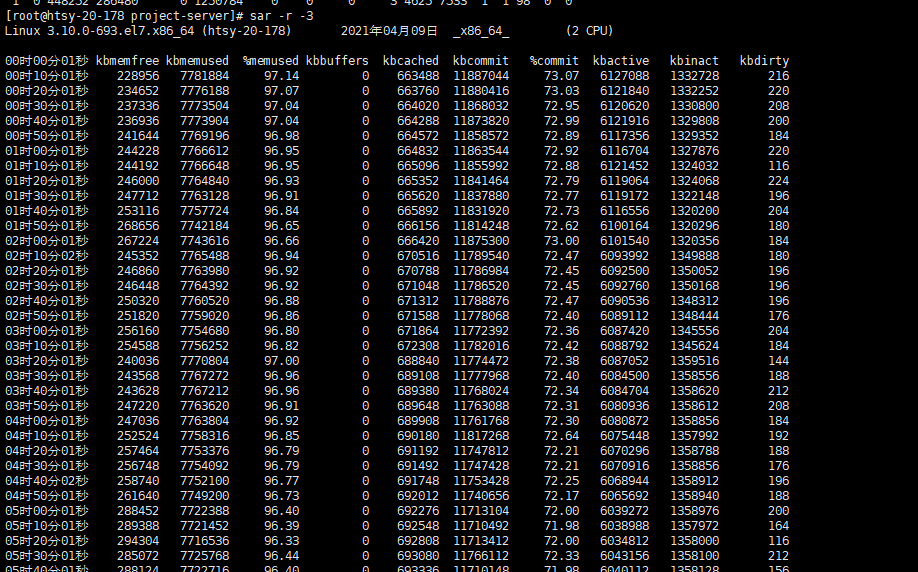 1 0 448252 286480 0 1250784 0 0 0 3 4625 7533 1 1 98 0 0
[root@htsy-20-178 project-server]# sar -r -3
Linux 3.10.0-693.el7.x86_64 (htsy-20-178) 2021年04月09日 _x86_64_ (2 CPU)
00时00分01秒 kbmemfree kbmemused %memused kbbuffers kbcached kbcommit %commit kbactive kbinact kbdirty
00时10分01秒 228956 7781884 97.14 0 663488 11887044 73.07 6127088 1332728 216
00时20分01秒 234652 7776188 97.07 0 663760 11880416 73.03 6121840 1332252 220
00时30分01秒 237336 7773504 97.04 0 664020 11868032 72.95 6120620 1330800 208
00时40分01秒 236936 7773904 97.04 0 664288 11873820 72.99 6121916 1329808 200
00时50分01秒 241644 7769196 96.98 0 664572 11858572 72.89 6117356 1329352 184
01时00分01秒 244228 7766612 96.95 0 664832 11863544 72.92 6116704 1327876 220
01时10分01秒 244192 7766648 96.95 0 665096 11855992 72.88 6121452 1324032 116
01时20分01秒 246000 7764840 96.93 0 665352 11841464 72.79 6119064 1324068 224
01时30分01秒 247712 7763128 96.91 0 665620 11837880 72.77 6119172 1322148 196
01时40分01秒 253116 7757724 96.84 0 665892 11831920 72.73 6116556 1320200 204
01时50分01秒 268656 7742184 96.65 0 666156 11814248 72.62 6100164 1320296 180
02时00分01秒 267224 7743616 96.66 0 666420 11875300 73.00 6101540 1320356 184
02时10分02秒 245352 7765488 96.94 0 670516 11789540 72.47 6093992 1349888 180
02时20分01秒 246860 7763980 96.92 0 670788 11786984 72.45 6092500 1350052 196
02时30分01秒 246448 7764392 96.92 0 671048 11786520 72.45 6092760 1350168 196
02时40分01秒 250320 7760520 96.88 0 671312 11788876 72.47 6090536 1348312 196
02时50分01秒 251820 7759020 96.86 0 671588 11778068 72.40 6089112 1348444 176
03时00分01秒 256160 7754680 96.80 0 671864 11772392 72.36 6087420 1345556 204
03时10分01秒 254588 7756252 96.82 0 672308 11782016 72.42 6088792 1345624 184
03时20分01秒 240036 7770804 97.00 0 688840 11774472 72.38 6087052 1359516 144
03时30分01秒 243568 7767272 96.96 0 689108 11777968 72.40 6084500 1358556 188
03时40分01秒 243628 7767212 96.96 0 689380 11768024 72.34 6084704 1358620 212
03时50分01秒 247220 7763620 96.91 0 689648 11763088 72.31 6080936 1358612 208
04时00分01秒 247036 7763804 96.92 0 689908 11761768 72.30 6080872 1358856 184
04时10分01秒 252524 7758316 96.85 0 690180 11817268 72.64 6075448 1357992 192
04时20分01秒 257464 7753376 96.79 0 691192 11747812 72.21 6070296 1358788 188
04时30分01秒 256748 7754092 96.79 0 691492 11747428 72.21 6070916 1358856 176
04时40分02秒 258740 7752100 96.77 0 691748 11753428 72.25 6068944 1358912 196
04时50分01秒 261640 7749200 96.73 0 692012 11740656 72.17 6065692 1358940 188
05时00分01秒 288452 7722388 96.40 0 692276 11713104 72.00 6039272 1358976 200
05时10分01秒 289388 7721452 96.39 0 692548 11710492 71.98 6038988 1357972 164
05时20分01秒 294304 7716536 96.33 0 692808 11713412 72.00 6034812 1358000 116
05时30分01秒 285072 7725768 96.44 0 693080 11766112 72.33 6043156 1358100 212
05时40分01秒 288124 7722716 96.40 0 693336 11710148 71.98 6040112 1358128 156